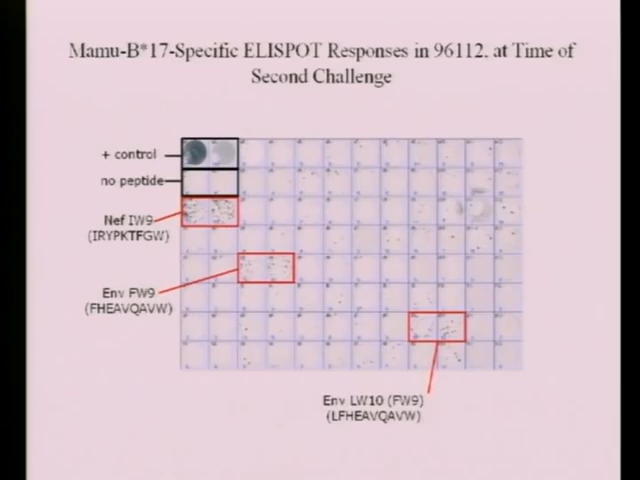 Mamu-B*17-Specific ELISPOT Responses in 96112, at Time of
Second Challenge
+ control
no peptide
Nef IW9
(IRYPKTFGW)
Env FW9
(FHEAVQAVW)
Env LW10 (FW9)
(LFHEAVQAVW)